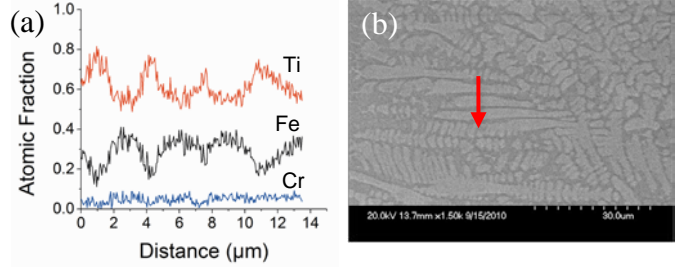 (a)
1.0
0.8
0.6
0.4
0.2
0.0
Atomic Fraction
Ti
Fe
Cr
0 2 4 6 8 10 12 14
Distance (μm)
(b)
20.0kV 13.7mm x1.50k 9/15/2010
30.0um